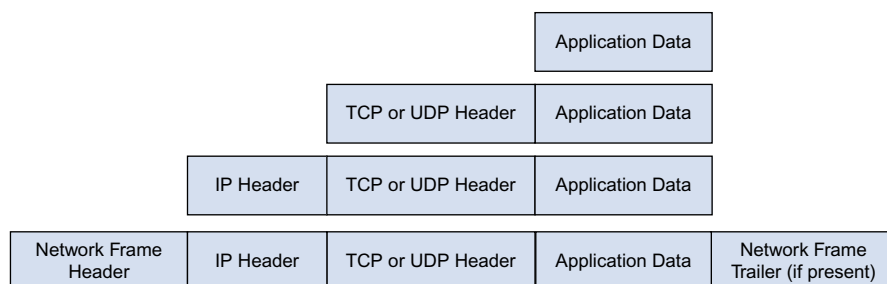 Application Data
TCP or UDP Header Application Data
IP Header TCP or UDP Header Application Data
Network Frame Header IP Header TCP or UDP Header Application Data Network Frame Trailer (if present)